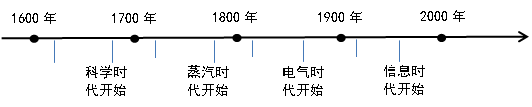 1600 年 1700 年 1800 年 1900 年 2000 年
科学时 蒸汽时 电气时 信息时
代开始 代开始 代开始 代开始